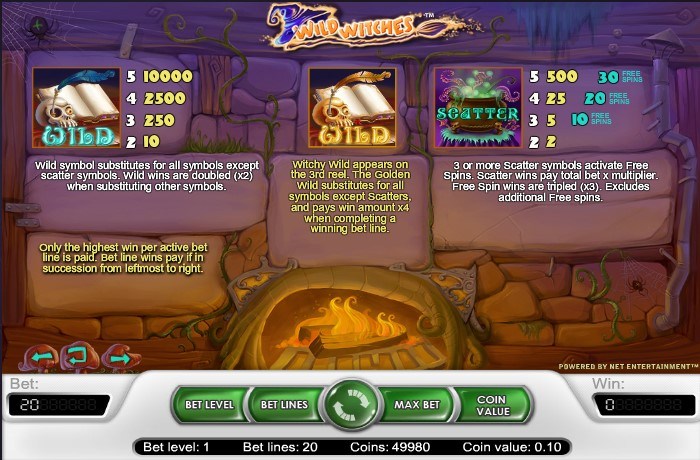 WILD WITCHES™
WILD
5 10000
4 2500
3 250
2 10
WILD
SCATTER
5 500 30 FREE SPINS
4 25 20 FREE SPINS
3 5 10 FREE SPINS
2 2
Wild symbol substitutes for all symbols except
scatter symbols. Wild wins are doubled (x2)
when substituting other symbols.
Witchy Wild appears on
the 3rd reel. The Golden
Wild substitutes for all
symbols except Scatters,
and pays win amount x4
when completing a
winning bet line.
3 or more Scatter symbols activate Free
Spins. Scatter wins pay total bet x multiplier.
Free Spin wins are tripled (x3). Excludes
additional Free spins.
Only the highest win per active bet
line is paid. Bet line wins pay if in
succession from leftmost to right.
POWERED BY NET ENTERTAINMENT™
Bet:
20
BET LEVEL
BET LINES
MAX BET
COIN
VALUE
Win:
0
Bet level: 1 Bet lines: 20 Coins: 49980 Coin value: 0.10